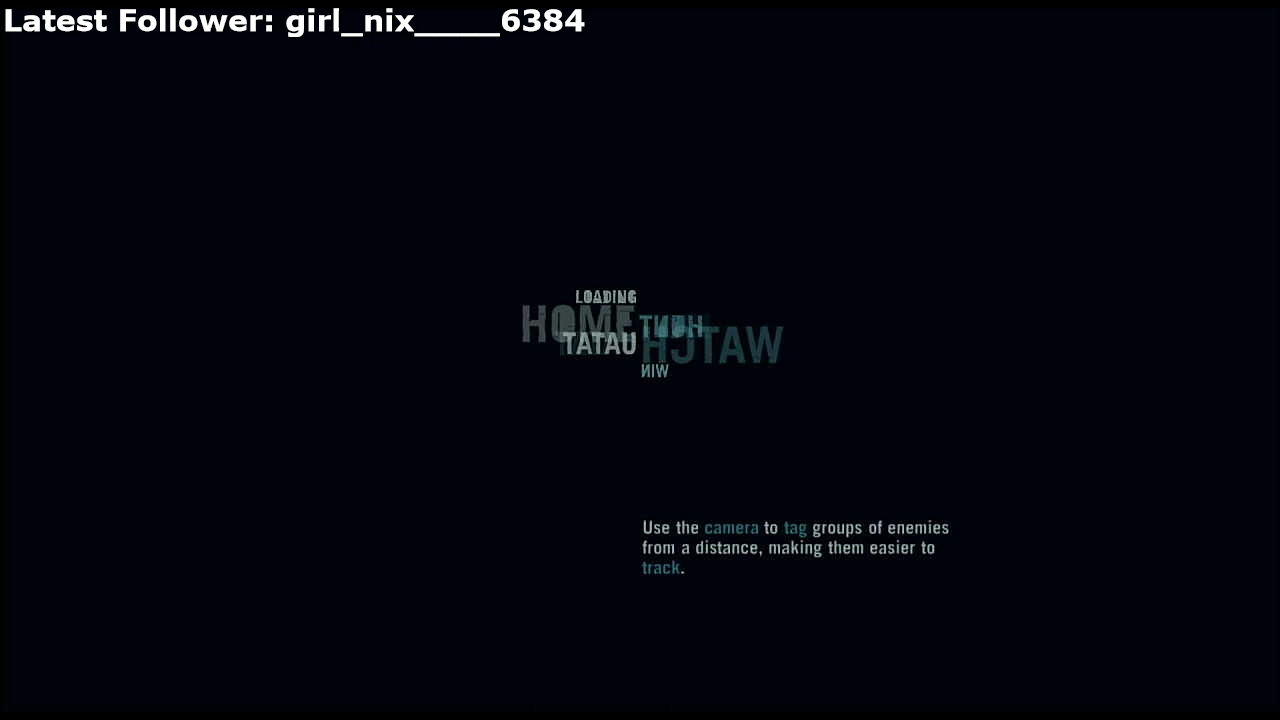 Latest Follower: girl_nix_____6384
LOADING
HOME
HUNT
TATAU
WATCH
WIN
Use the camera to tag groups of enemies
from a distance, making them easier to
track.